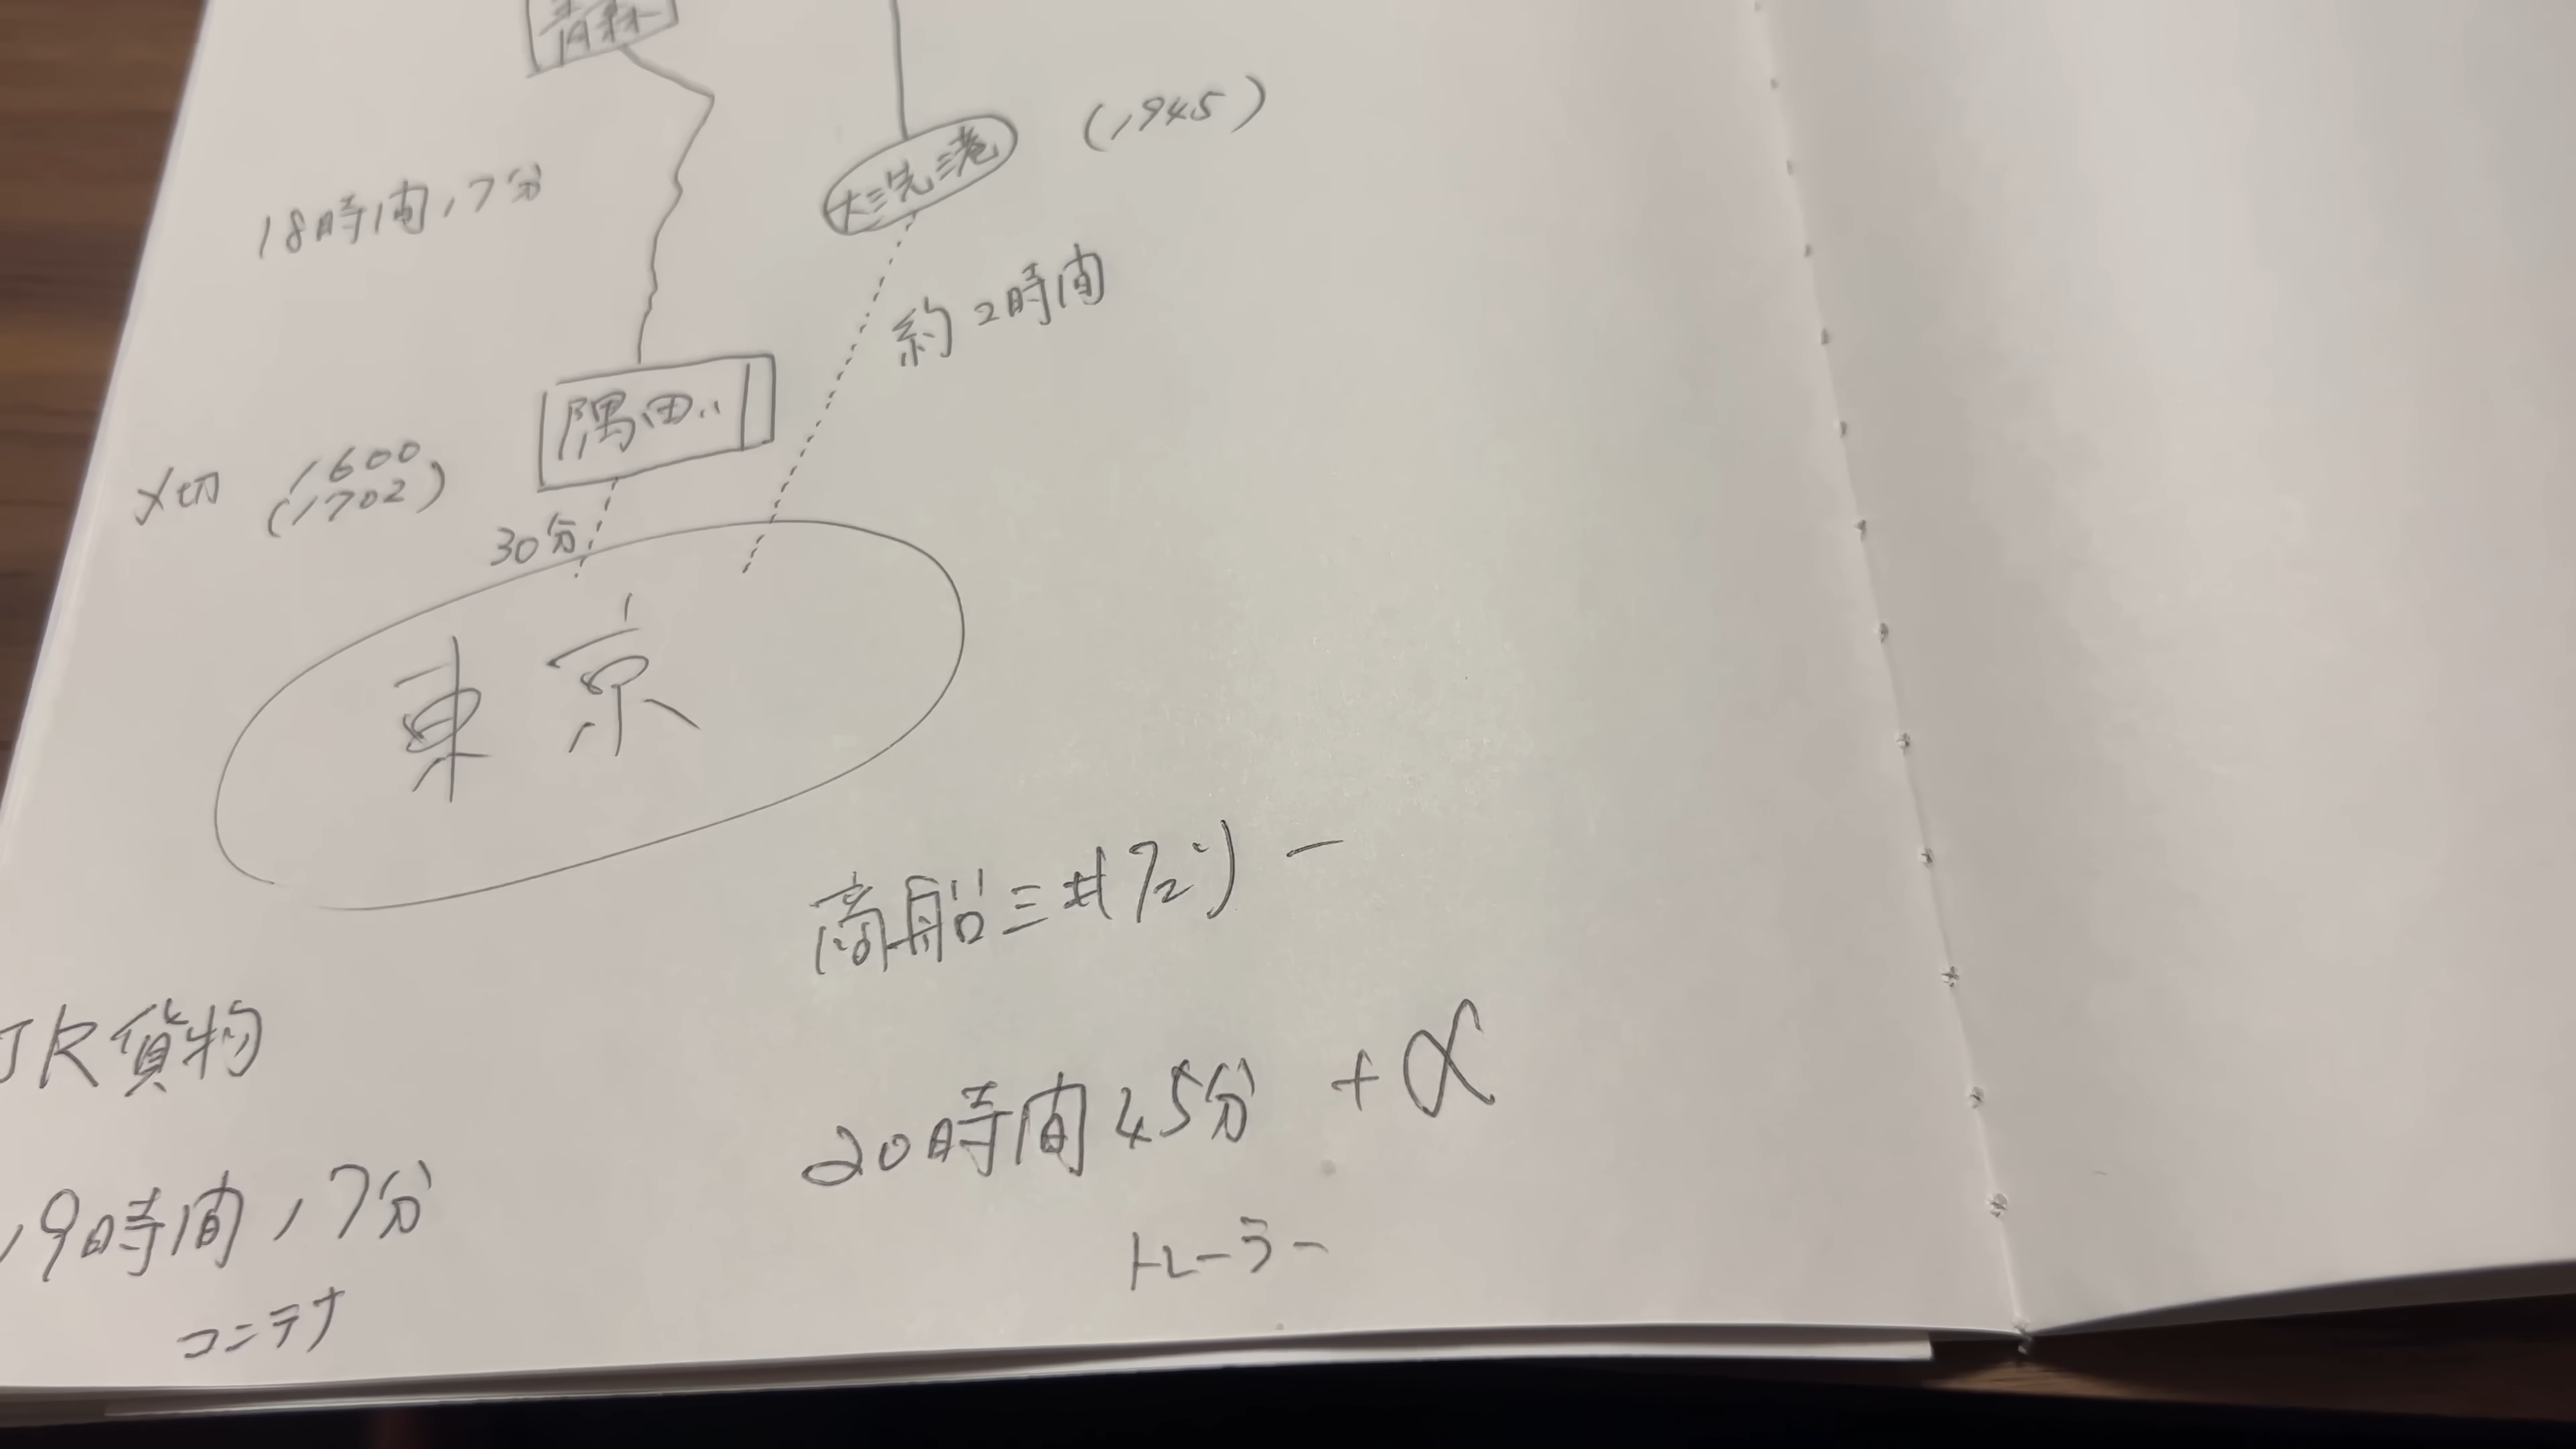 青森
大洗港
(1945)
18時間17分
約2時間
隅田川
〆切
1600
(1702)
30分
東京
商船三井フェリー
JR貨物
20時間45分 +α
19時間17分
トレーラー
コンテナ